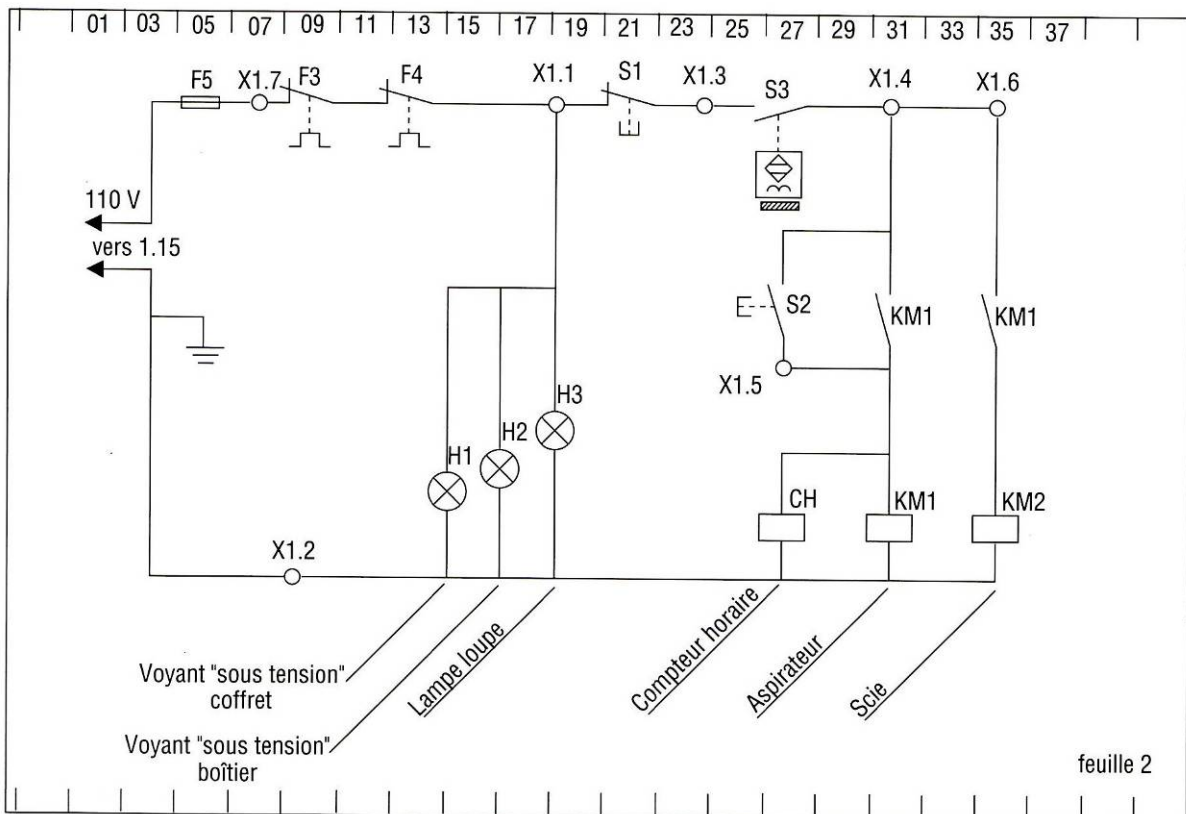 01 03 05 07 09 11 13 15 17 19 21 23 25 27 29 31 33 35 37
F5 X1.7 F3 F4 X1.1 S1 X1.3 S3 X1.4 X1.6
110 V
vers 1.15
S2 KM1 KM1
X1.5
H3
H2
H1
CH KM1 KM2
X1.2
Voyant "sous tension"
coffret
Voyant "sous tension"
boîtier
Lampe loupe
Compteur horaire
Aspirateur
Scie
feuille 2